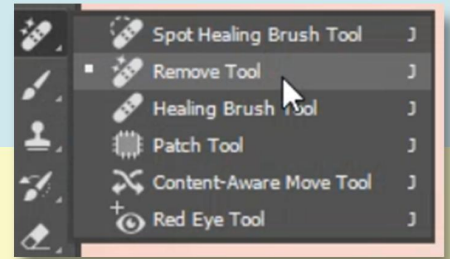 Spot Healing Brush Tool J
Remove Tool J
Healing Brush Tool J
Patch Tool J
Content-Aware Move Tool J
Red Eye Tool J